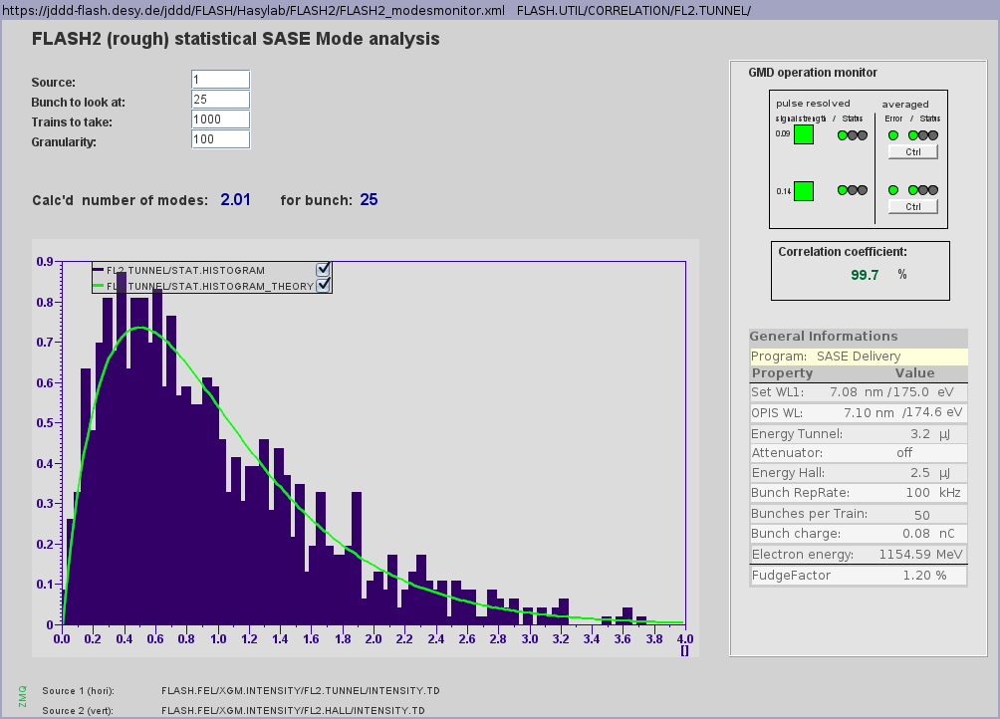 https://jddd-flash.desy.de/jddd/FLASH/Hasylab/FLASH2/FLASH2_modesmonitor.xml FLASH.UTIL/CORRELATION/FL2.TUNNEL/
FLASH2 (rough) statistical SASE Mode analysis
Source: 1
Bunch to look at: 25
Trains to take: 1000
Granularity: 100
Calc'd number of modes: 2.01 for bunch: 25
FL2.TUNNEL/STAT.HISTOGRAM
FL2.TUNNEL/STAT.HISTOGRAM_THEORY
0.9
0.8
0.7
0.6
0.5
0.4
0.3
0.2
0.1
0
0.0 0.2 0.4 0.6 0.8 1.0 1.2 1.4 1.6 1.8 2.0 2.2 2.4 2.6 2.8 3.0 3.2 3.4 3.6 3.8 4.0
[]
ZMQ
Source 1 (hori): FLASH.FEL/XGM.INTENSITY/FL2.TUNNEL/INTENSITY.TD
Source 2 (vert): FLASH.FEL/XGM.INTENSITY/FL2.HALL/INTENSITY.TD
GMD operation monitor
pulse resolved averaged
signalstrength / Status Error / Status
0.09
Ctrl
0.14
Ctrl
Correlation coefficient:
99.7 %
General Informations
Program: SASE Delivery
Property Value
Set WL1: 7.08 nm /175.0 eV
OPIS WL: 7.10 nm /174.6 eV
Energy Tunnel: 3.2 µJ
Attenuator: off
Energy Hall: 2.5 µJ
Bunch RepRate: 100 kHz
Bunches per Train: 50
Bunch charge: 0.08 nC
Electron energy: 1154.59 MeV
FudgeFactor 1.20 %